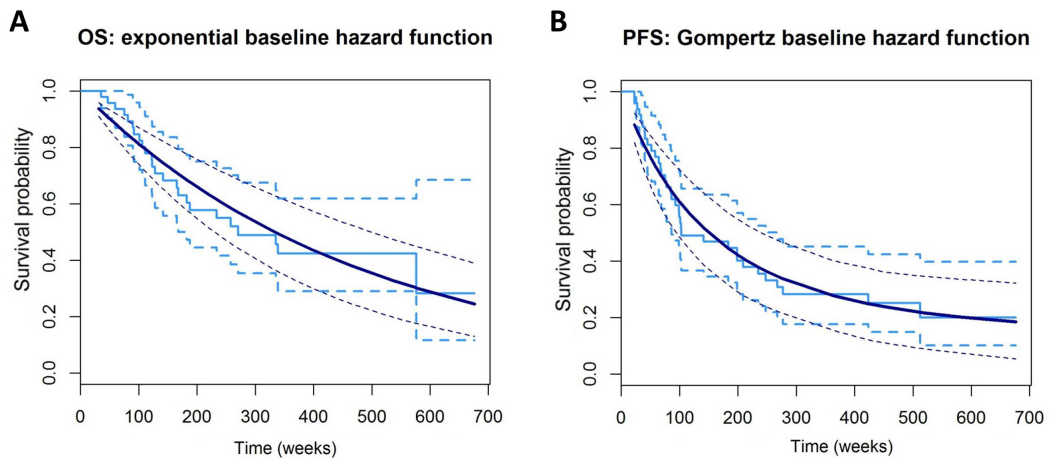 A
OS: exponential baseline hazard function
Survival probability
1.0
0.8
0.6
0.4
0.2
0.0
0 100 200 300 400 500 600 700
Time (weeks)
B
PFS: Gompertz baseline hazard function
Survival probability
1.0
0.8
0.6
0.4
0.2
0.0
0 100 200 300 400 500 600 700
Time (weeks)